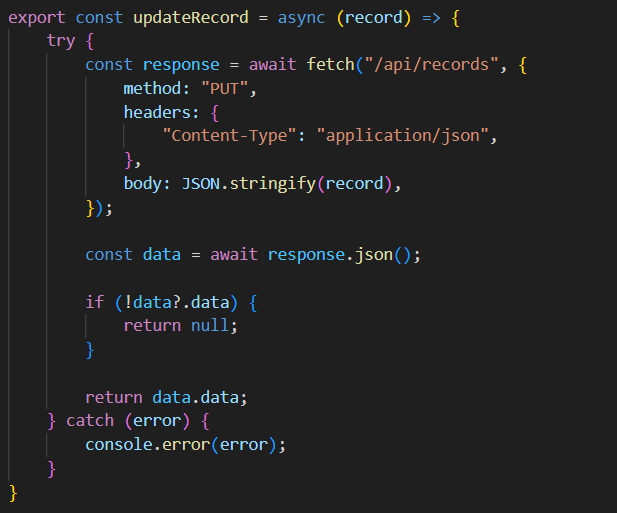 export const updateRecord = async (record) => {
    try {
        const response = await fetch("/api/records", {
            method: "PUT",
            headers: {
                "Content-Type": "application/json",
            },
            body: JSON.stringify(record),
        });

        const data = await response.json();

        if (!data?.data) {
            return null;
        }

        return data.data;
    } catch (error) {
        console.error(error);
    }
}